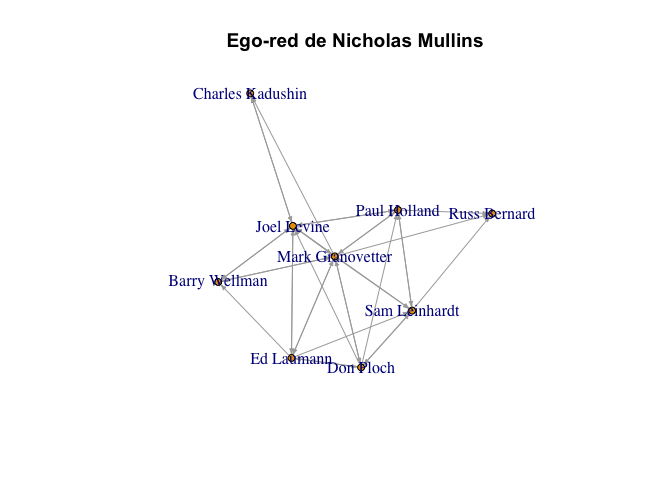 Ego-red de Nicholas Mullins
Charles Kadushin
Paul Holland
Russ Bernard
Joel Levine
Mark Granovetter
Barry Wellman
Sam Leinhardt
Ed Laumann
Don Ploch